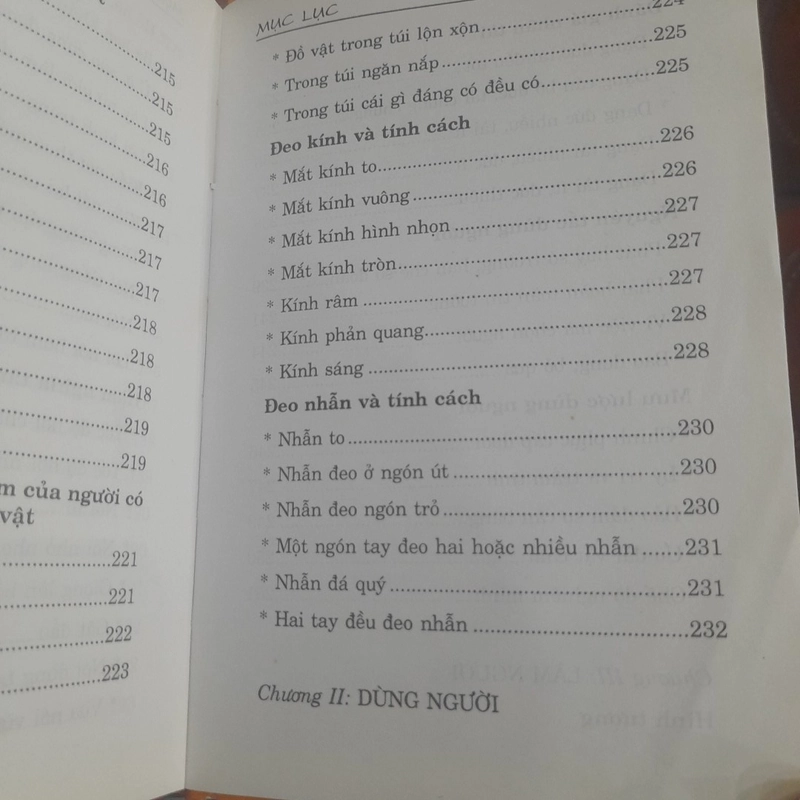 215
215
215
216
216
217
217
217
218
218
218
219
219
m của người có
vật
221
221
222
223
MỤC LỤC
* Đồ vật trong túi lộn xộn..............................224
* Trong túi ngăn nắp..............................225
* Trong túi cái gì đáng có đều có..............................225
Đeo kính và tính cách
* Mắt kính to..............................226
* Mắt kính vuông..............................226
* Mắt kính hình nhọn..............................227
* Mắt kính tròn..............................227
* Kính râm..............................227
* Kính phản quang..............................228
* Kính sáng..............................228
Đeo nhẫn và tính cách
* Nhẫn to..............................230
* Nhẫn đeo ở ngón út..............................230
* Nhẫn đeo ngón trỏ..............................230
* Một ngón tay đeo hai hoặc nhiều nhẫn.......231
* Nhẫn đá quý..............................231
* Hai tay đều đeo nhẫn..............................232
Chương II: DÙNG NGƯỜI